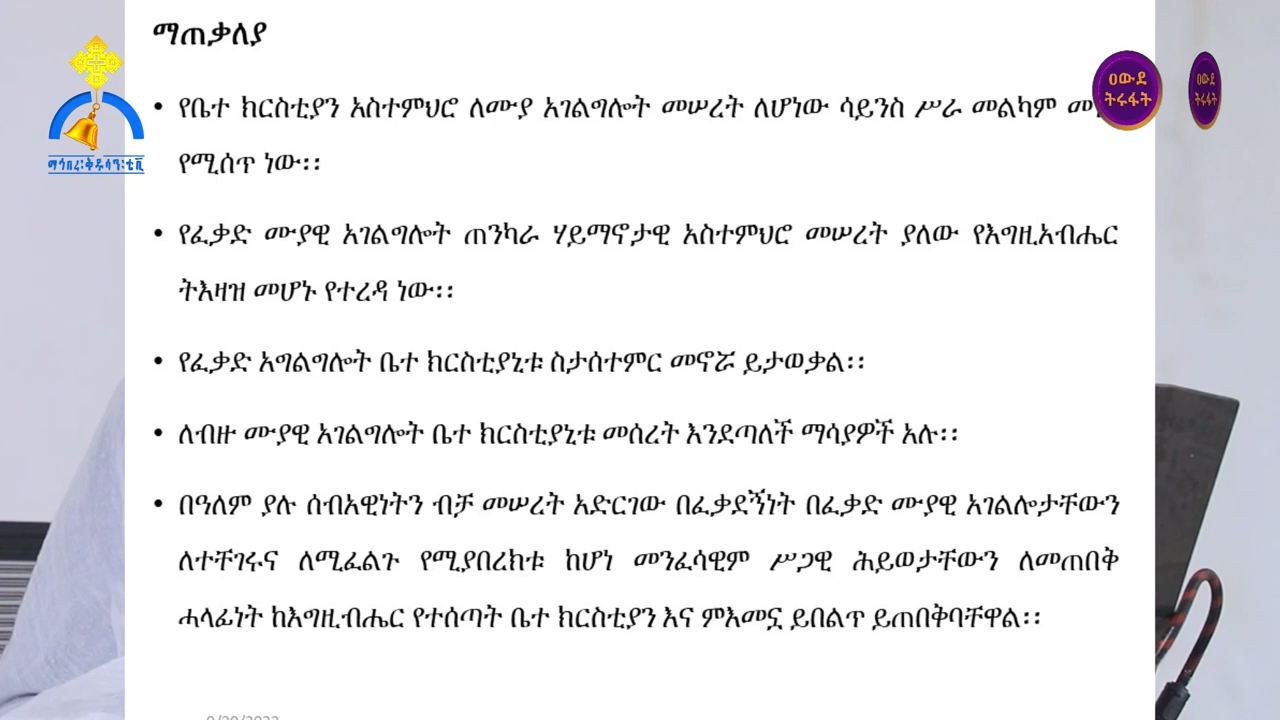 ማጠቃለያ
ማኅበረ፡ቅዱሳን፡ቲቪ
ዐውደ
ትሩፋት
ዐውደ
ትሩፋት
• የቤተ ክርስቲያን አስተምህሮ ለሙያ አገልግሎት መሠረት ለሆነው ሳይንስ ሥራ መልካም
የሚሰጥ ነው፡፡
• የፈቃድ ሙያዊ አገልግሎት ጠንካራ ሃይማኖታዊ አስተምህሮ መሠረት ያለው የእግዚአብሔር
ትእዛዝ መሆኑ የተረዳ ነው፡፡
• የፈቃድ አግልግሎት ቤተ ክርስቲያኒቱ ስታሰተምር መኖሯ ይታወቃል፡፡
• ለብዙ ሙያዊ አገልግሎት ቤተ ክርስቲያኒቱ መሰረት እንደጣለች ማሳያዎች አሉ፡፡
• በዓለም ያሉ ሰብአዊነትን ብቻ መሠረት አድርገው በፈቃደኝነት በፈቃድ ሙያዊ አገልሎታቸውን
ለተቸገሩና ለሚፈልጉ የሚያበረክቱ ከሆነ መንፈሳዊም ሥጋዊ ሕይወታቸውን ለመጠበቅ
ሓላፊነት ከእግዚብሔር የተሰጣት ቤተ ክርስቲያን እና ምእመኗ ይበልጥ ይጠበቅባቸዋል፡፡